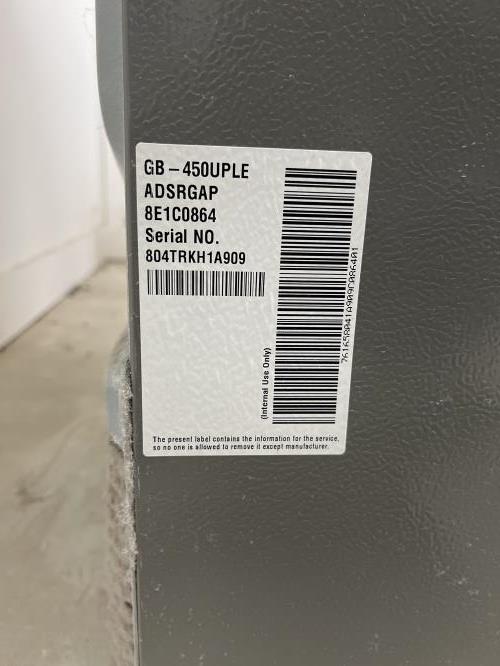 GB-450UPLE
ADSRGAP
8E1C0864
Serial NO.
804TRKH1A909
(Internal Use Only)
The present label contains the information for the service,
so no one is allowed to remove it except manufacturer.